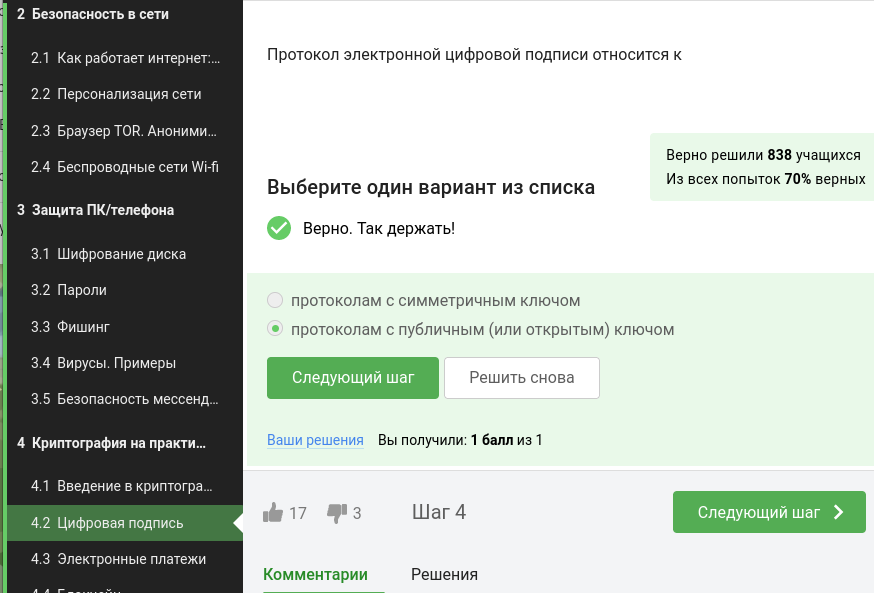 2 Безопасность в сети
2.1 Как работает интернет:...
2.2 Персонализация сети
2.3 Браузер TOR. Аноними...
2.4 Беспроводные сети Wi-fi
3 Защита ПК/телефона
3.1 Шифрование диска
3.2 Пароли
3.3 Фишинг
3.4 Вирусы. Примеры
3.5 Безопасность мессенд...
4 Криптография на практи...
4.1 Введение в криптогра...
4.2 Цифровая подпись
4.3 Электронные платежи
Протокол электронной цифровой подписи относится к
Верно решили 838 учащихся
Из всех попыток 70% верных
Выберите один вариант из списка
Верно. Так держать!
протоколам с симметричным ключом
протоколам с публичным (или открытым) ключом
Следующий шаг
Решить снова
Ваши решения Вы получили: 1 балл из 1
17 3 Шаг 4
Следующий шаг
Комментарии Решения